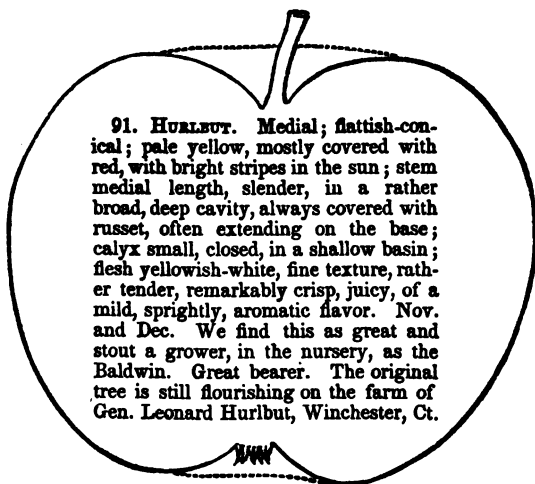 91. HURLBUT. Medial; flattish-con-
ical; pale yellow, mostly covered with
red, with bright stripes in the sun; stem
medial length, slender, in a rather
broad, deep cavity, always covered with
russet, often extending on the base;
calyx small, closed, in a shallow basin;
flesh yellowish-white, fine texture, rath-
er tender, remarkably crisp, juicy, of a
mild, sprightly, aromatic flavor. Nov.
and Dec. We find this as great and
stout a grower, in the nursery, as the
Baldwin. Great bearer. The original
tree is still flourishing on the farm of
Gen. Leonard Hurlbut, Winchester, Ct.